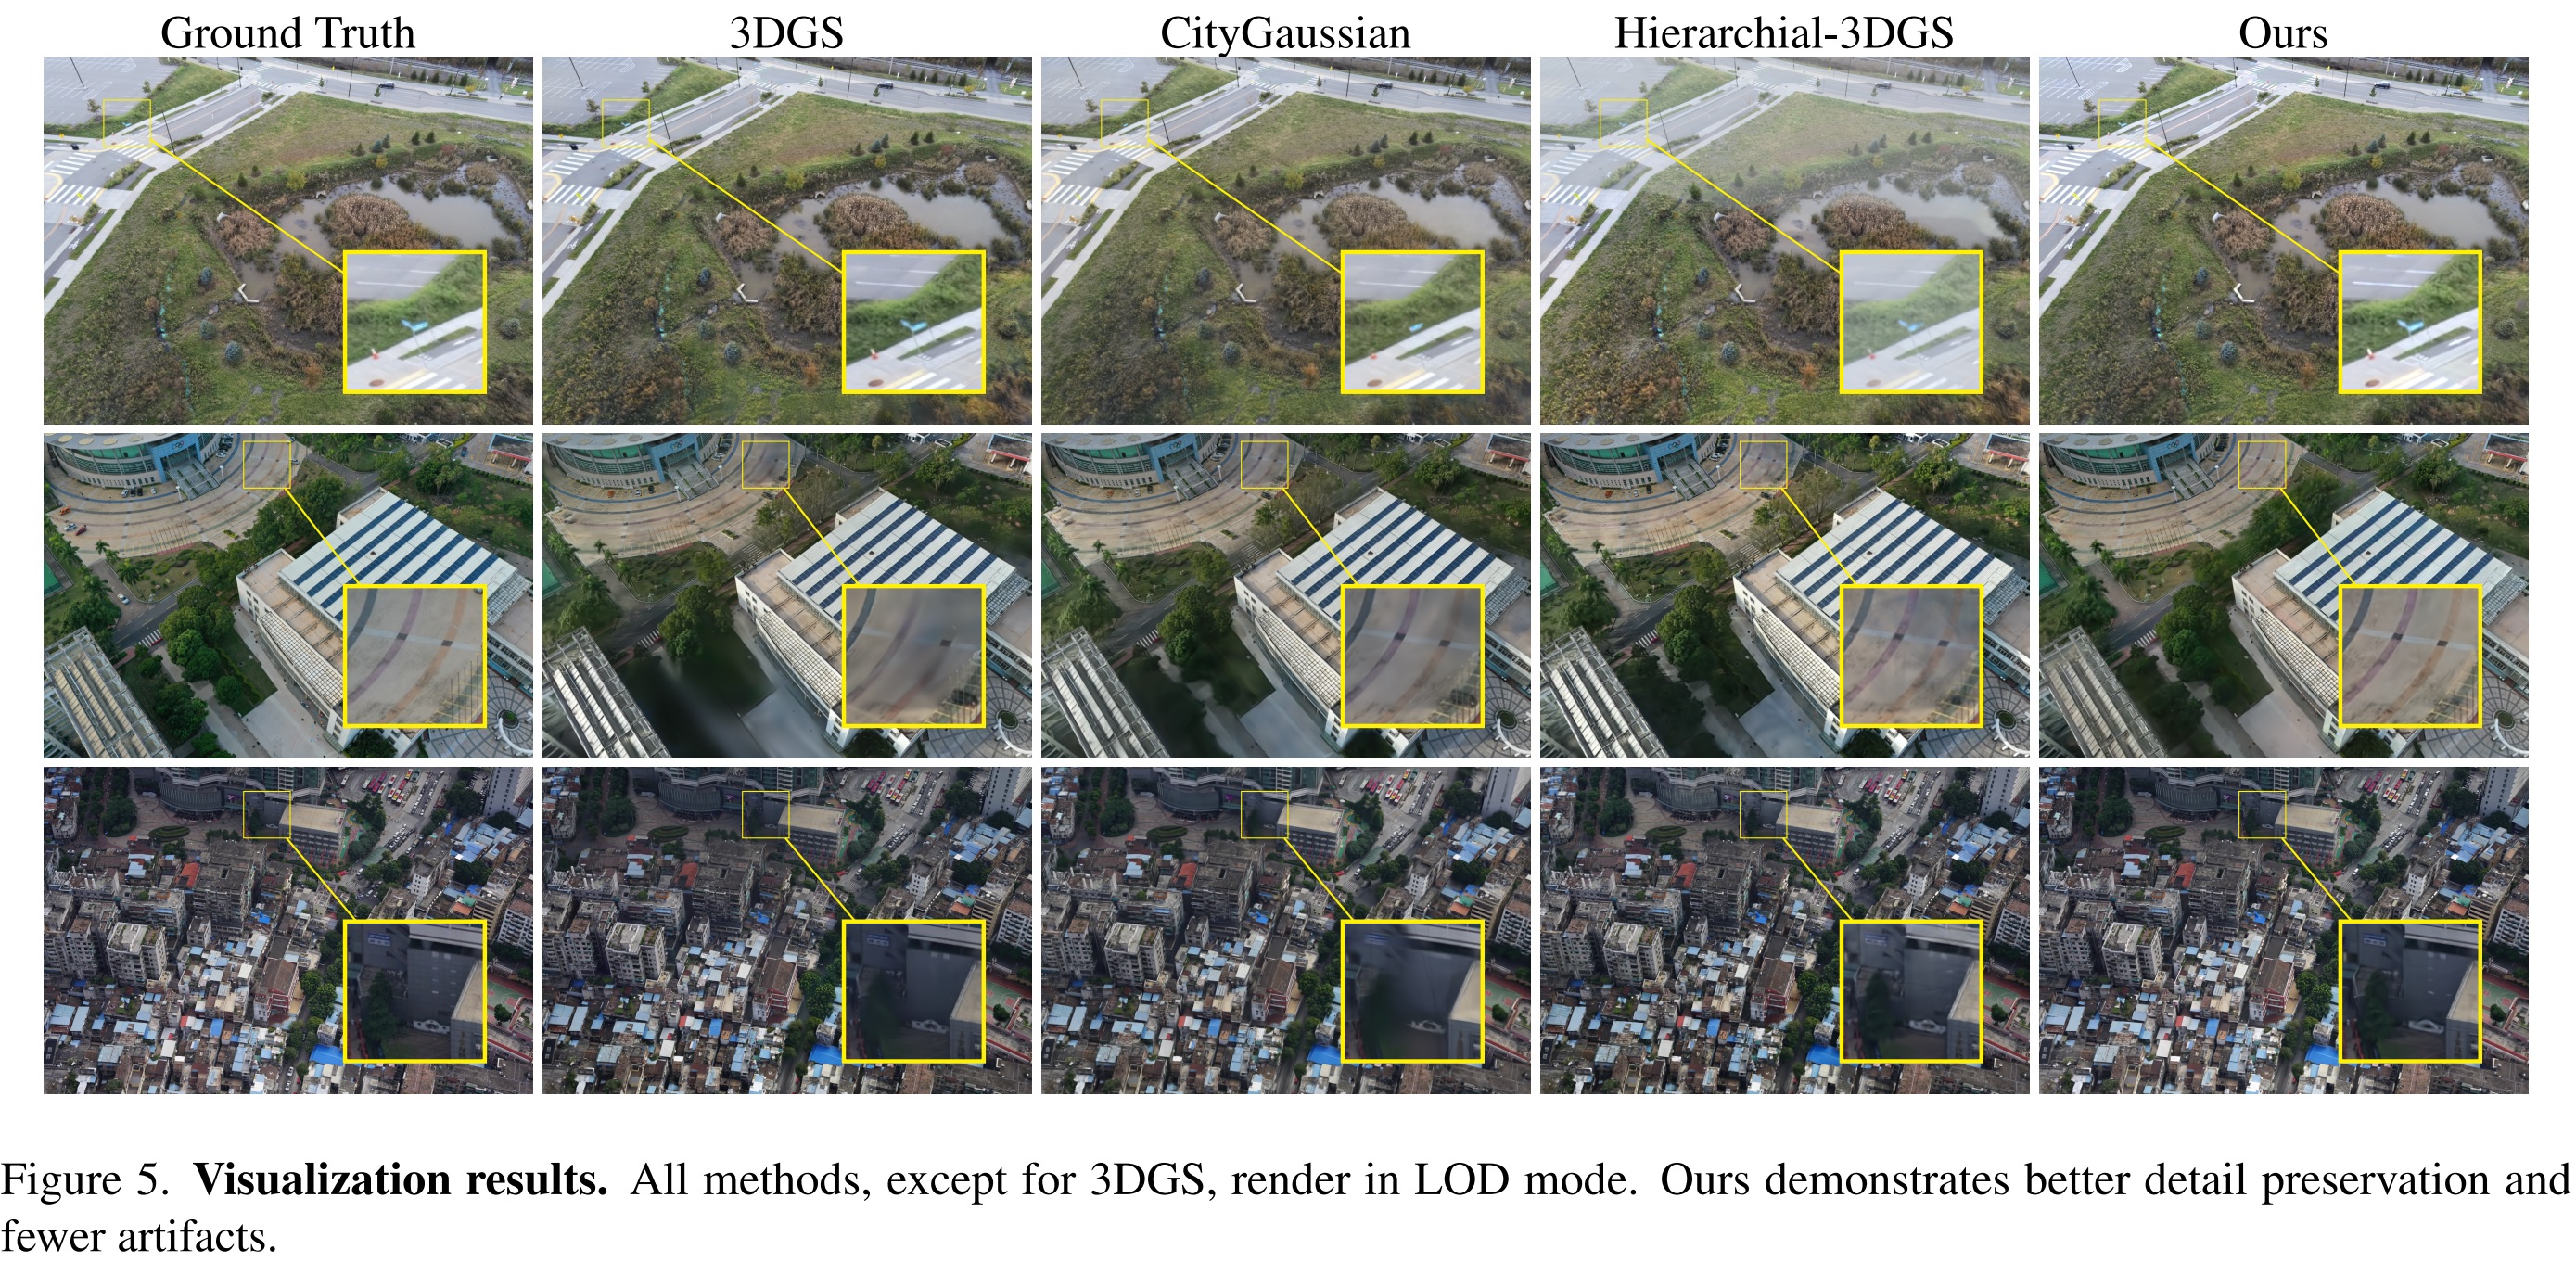 Ground Truth
3DGS
CityGaussian
Hierarchial-3DGS
Ours
Figure 5. Visualization results. All methods, except for 3DGS, render in LOD mode. Ours demonstrates better detail preservation and
fewer artifacts.